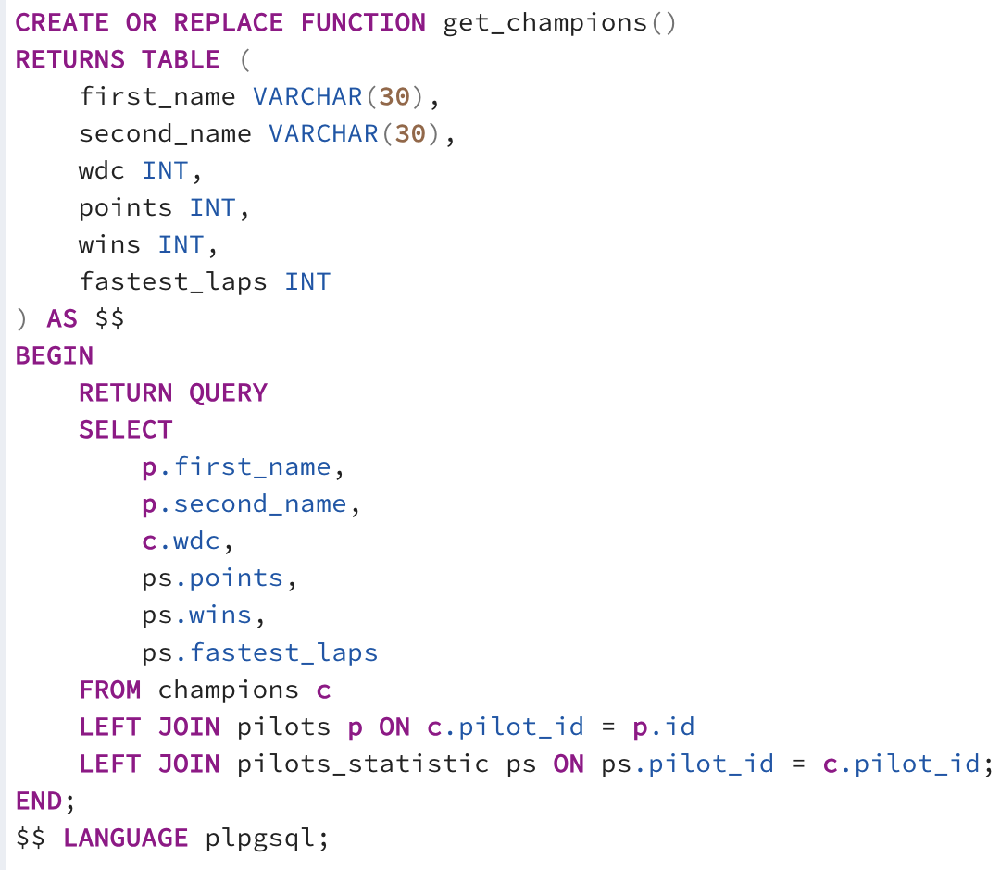 CREATE OR REPLACE FUNCTION get_champions()
RETURNS TABLE (
    first_name VARCHAR(30),
    second_name VARCHAR(30),
    wdc INT,
    points INT,
    wins INT,
    fastest_laps INT
) AS $$
BEGIN
    RETURN QUERY
    SELECT
        p.first_name,
        p.second_name,
        c.wdc,
        ps.points,
        ps.wins,
        ps.fastest_laps
    FROM champions c
    LEFT JOIN pilots p ON c.pilot_id = p.id
    LEFT JOIN pilots_statistic ps ON ps.pilot_id = c.pilot_id;
END;
$$ LANGUAGE plpgsql;